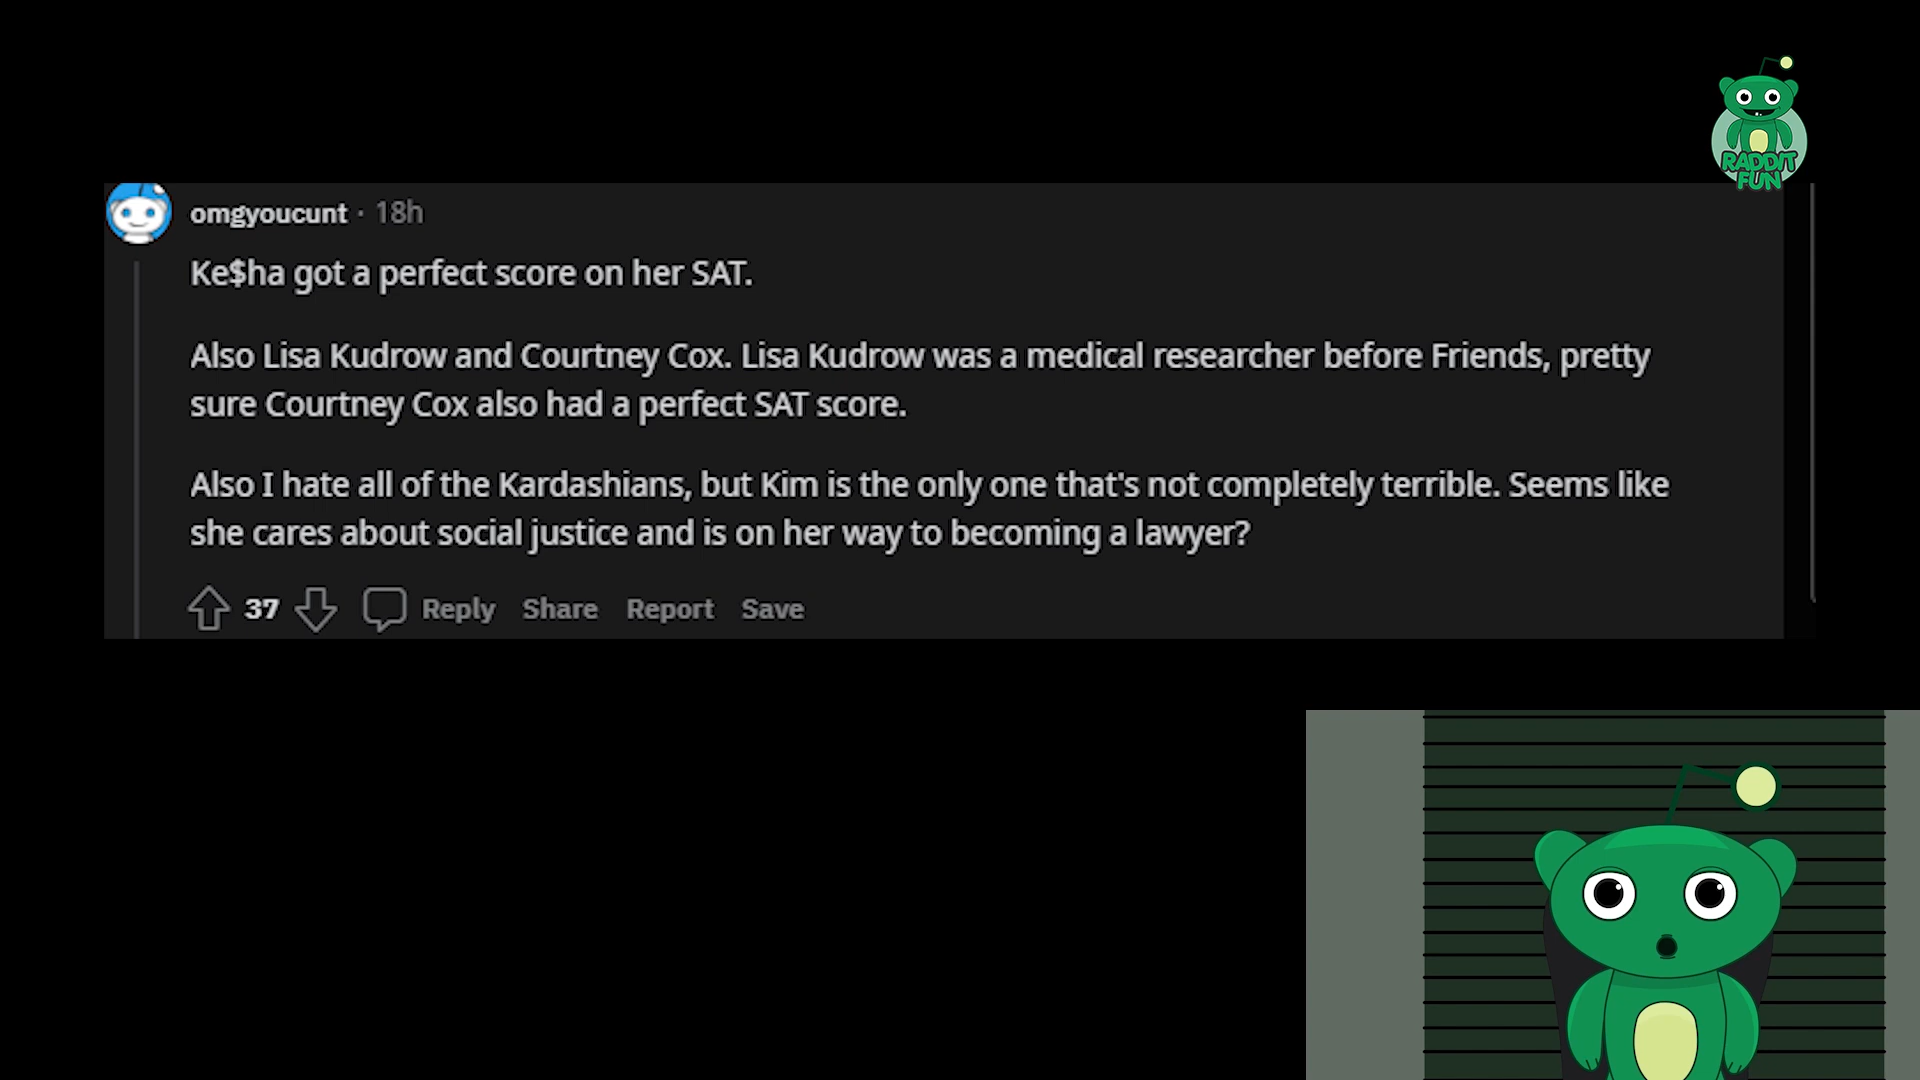 RADDIT
FUN
omgyoucunt · 18h
Ke$ha got a perfect score on her SAT.
Also Lisa Kudrow and Courtney Cox. Lisa Kudrow was a medical researcher before Friends, pretty
sure Courtney Cox also had a perfect SAT score.
Also I hate all of the Kardashians, but Kim is the only one that's not completely terrible. Seems like
she cares about social justice and is on her way to becoming a lawyer?
37 Reply Share Report Save